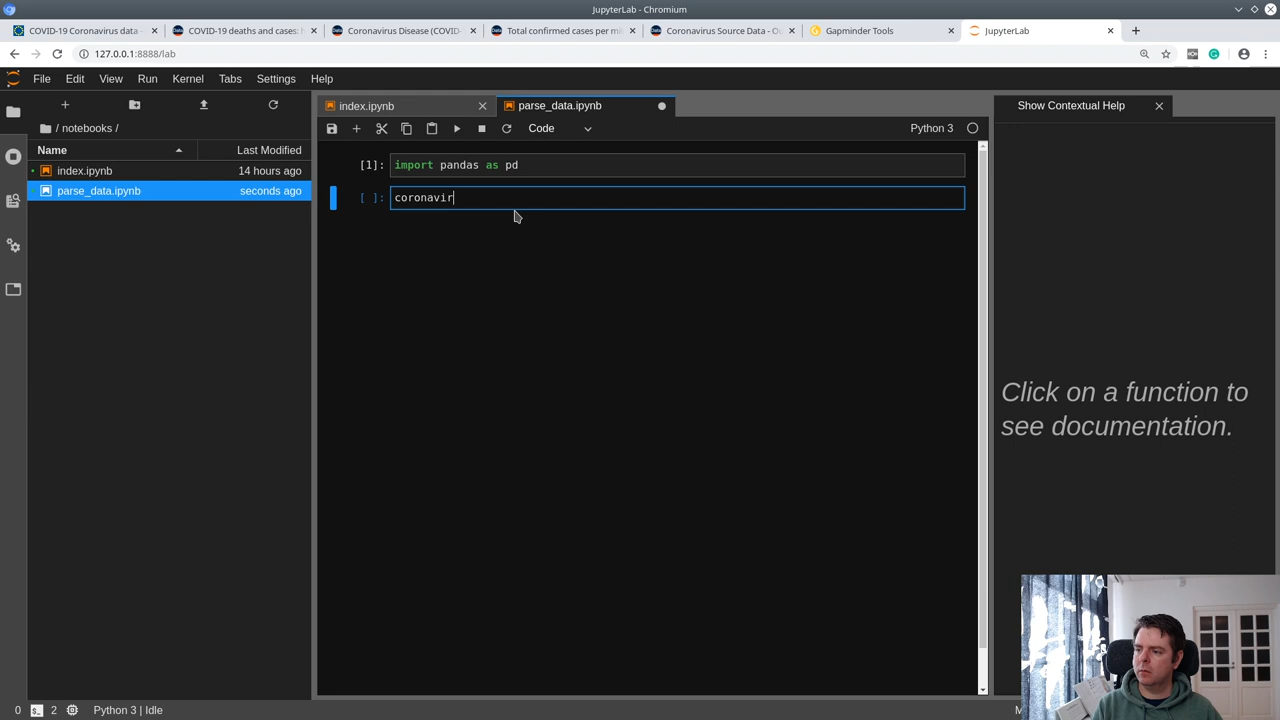 JupyterLab - Chromium
COVID-19 Coronavirus data -
COVID-19 deaths and cases:
Coronavirus Disease (COVID-
Total confirmed cases per mi
Coronavirus Source Data - Ou
Gapminder Tools
JupyterLab
127.0.0.1:8888/lab
File Edit View Run Kernel Tabs Settings Help
index.ipynb
parse_data.ipynb
Show Contextual Help
Code
Python 3
/ notebooks /
Name
Last Modified
index.ipynb
14 hours ago
parse_data.ipynb
seconds ago
[1]: import pandas as pd
[ ]: coronavir
Click on a function to
see documentation.
0
2
Python 3 | Idle